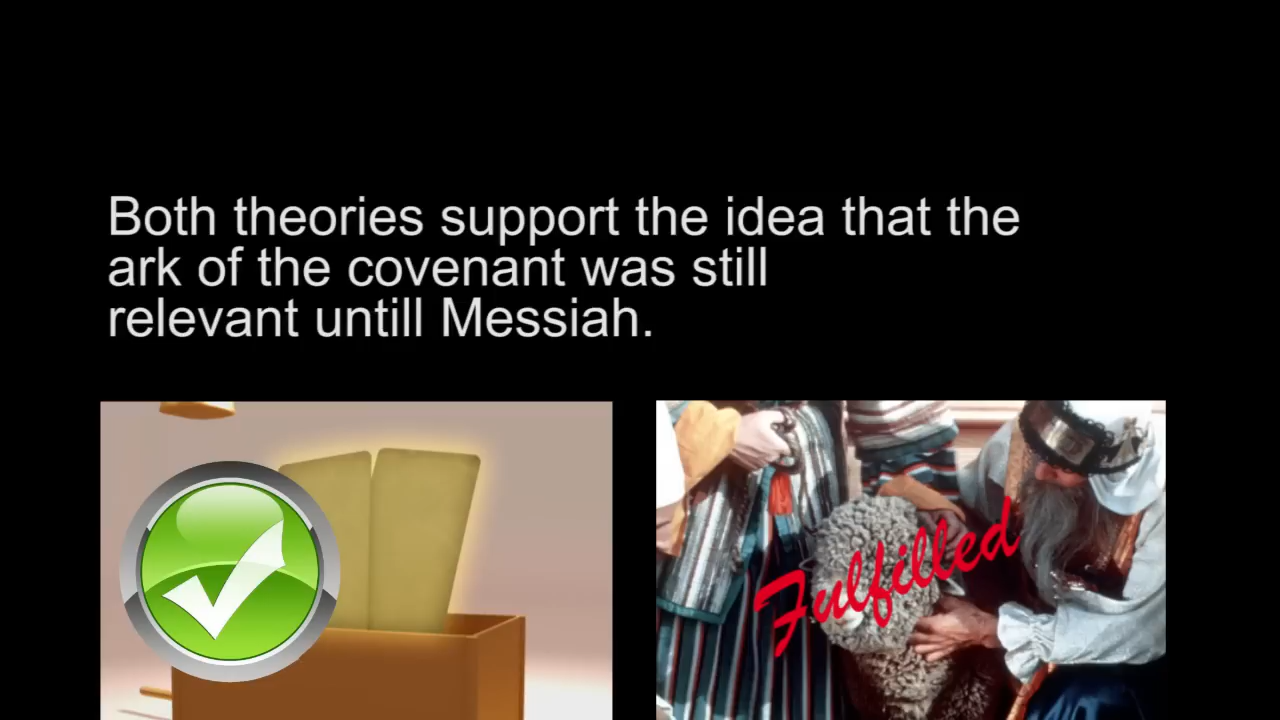 Both theories support the idea that the
ark of the covenant was still
relevant untill Messiah.
Fulfilled